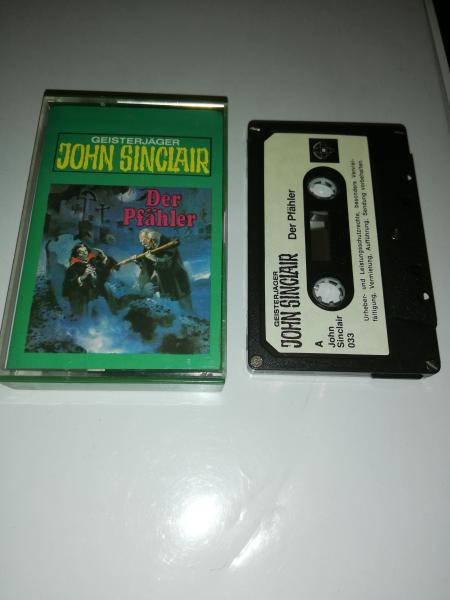 GEISTERJÄGER
JOHN SINCLAIR
Der
Pfähler
GEISTERJÄGER
JOHN SINCLAIR
Der Pfähler
A
John
Sinclair
033
Urheber- und Leistungsschutzrechte, besonders Verviel-
fältigung, Vermietung, Aufführung, Sendung vorbehalten